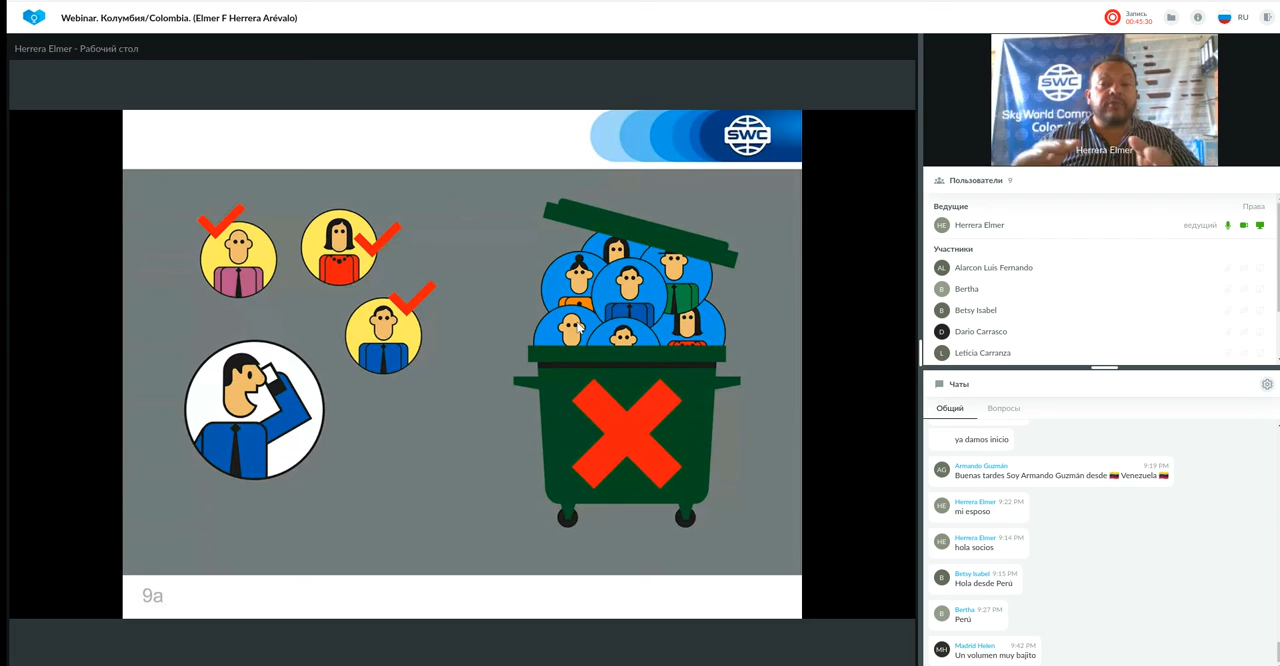 Webinar. Колумбия/Colombia. (Elmer F Herrera Arévalo)
Запись
00:45:30
RU
Herrera Elmer - Рабочий стол
SWC
9a
SWC
Herrera Elmer
Пользователи 9
Ведущие Права
HE Herrera Elmer ведущий
Участники
AL Alarcon Luis Fernando
B Bertha
B Betsy Isabel
D Dario Carrasco
L Leticia Carranza
Чаты
Общий Вопросы
ya damos inicio
AG Armando Guzmán 9:19 PM
Buenas tardes Soy Armando Guzmán desde 🇻🇪 Venezuela 🇻🇪
HE Herrera Elmer 9:22 PM
mi esposo
HE Herrera Elmer 9:14 PM
hola socios
B Betsy Isabel 9:15 PM
Hola desde Perú
B Bertha 9:27 PM
Perú
MH Madrid Helen 9:42 PM
Un volumen muy bajito